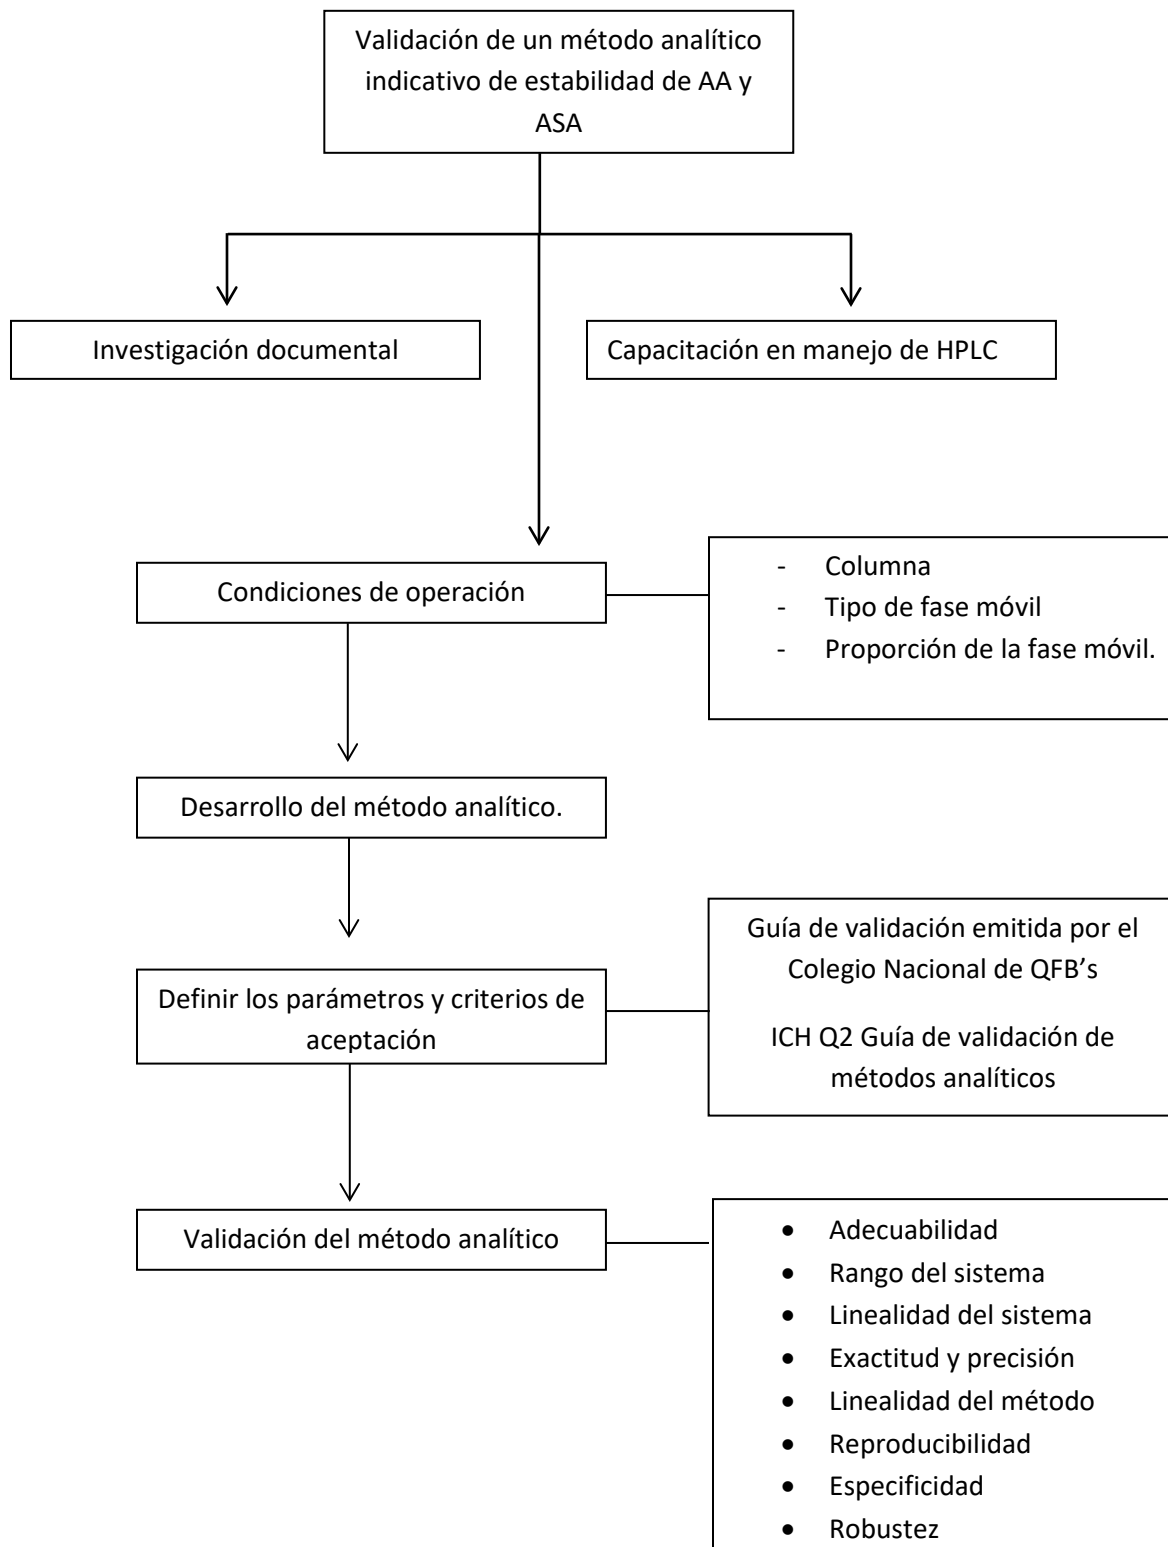 Validación de un método analítico
indicativo de estabilidad de AA y
ASA
Investigación documental
Capacitación en manejo de HPLC
Condiciones de operación
- Columna
- Tipo de fase móvil
- Proporción de la fase móvil.
Desarrollo del método analítico.
Definir los parámetros y criterios de
aceptación
Guía de validación emitida por el
Colegio Nacional de QFB’s
ICH Q2 Guía de validación de
métodos analíticos
Validación del método analítico
• Adecuabilidad
• Rango del sistema
• Linealidad del sistema
• Exactitud y precisión
• Linealidad del método
• Reproducibilidad
• Especificidad
• Robustez